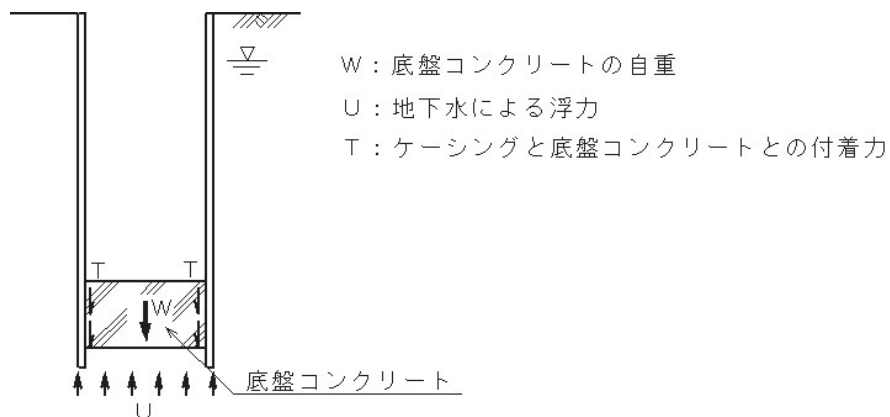 W：底盤コンクリートの自重
U：地下水による浮力
T：ケーシングと底盤コンクリートとの付着力
T T
W
底盤コンクリート
U